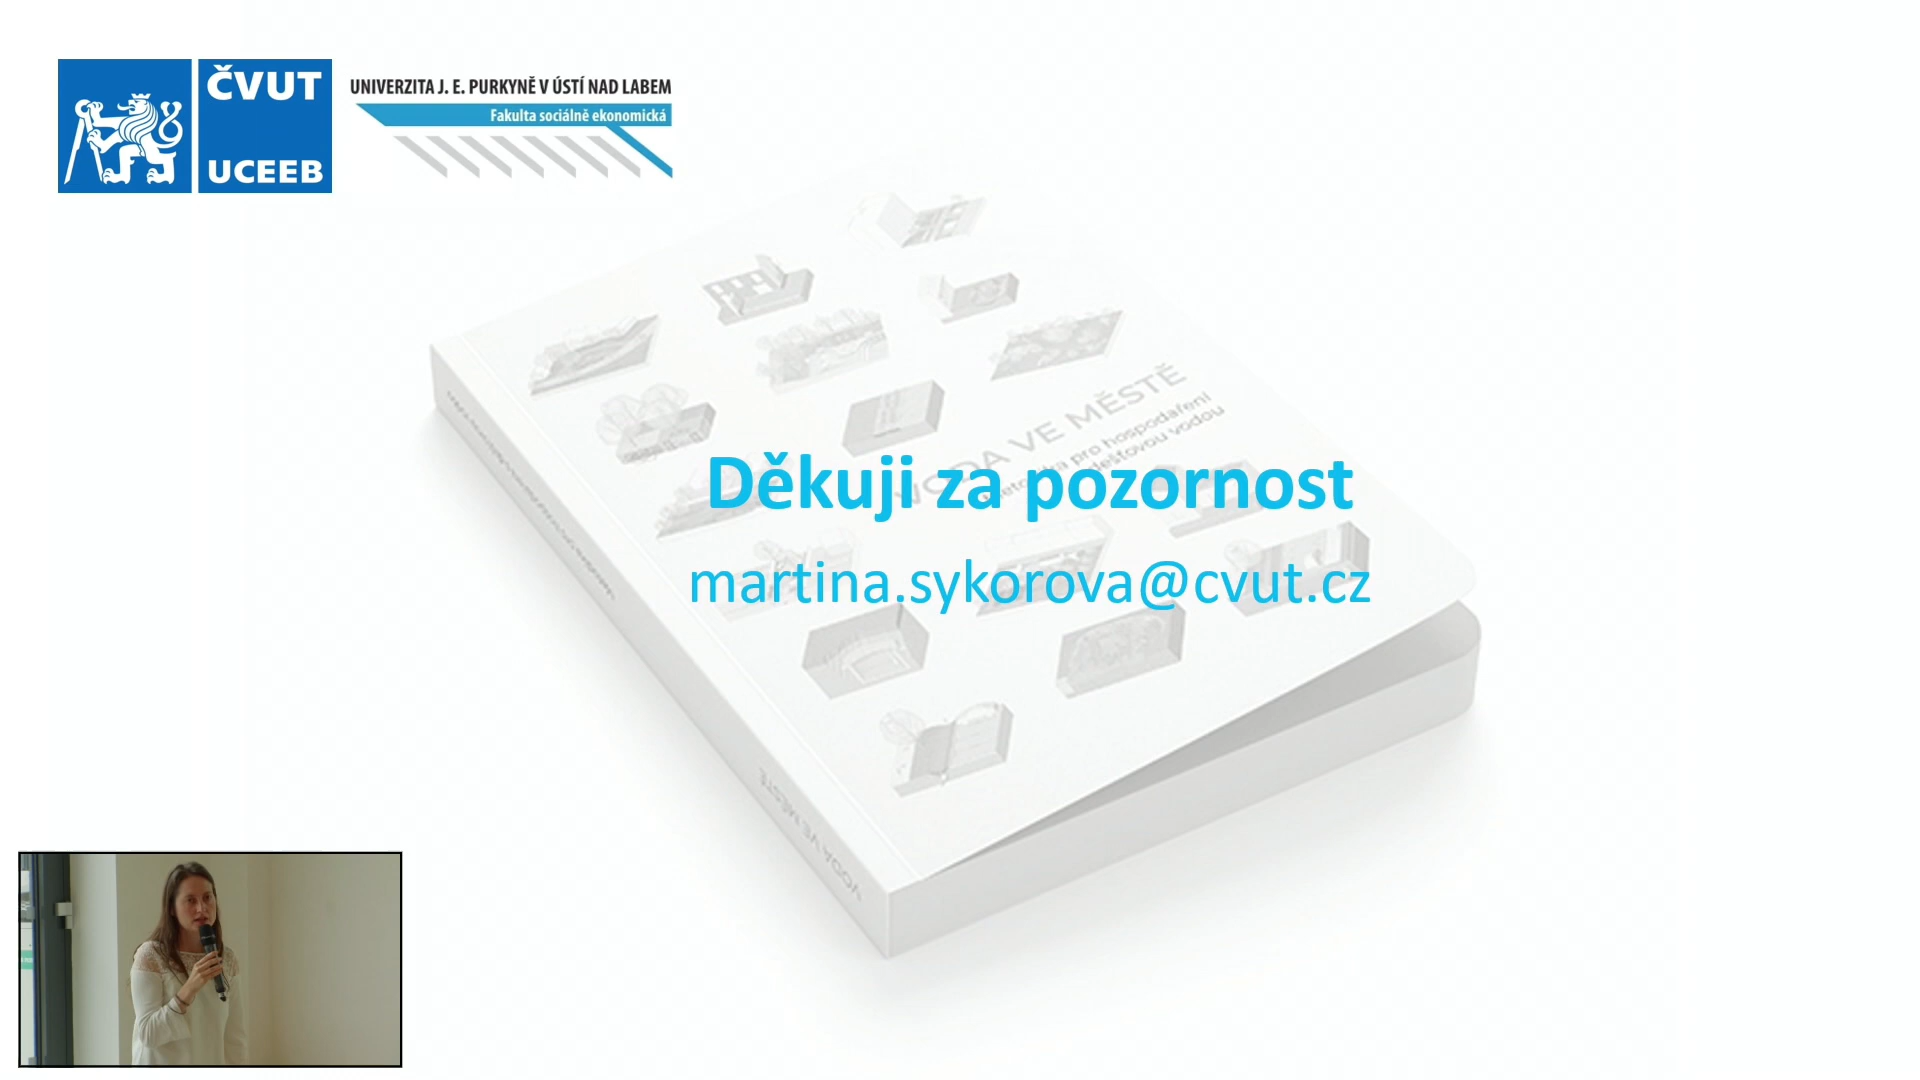 ČVUT
UCEEB
UNIVERZITA J. E. PURKYNĚ V ÚSTÍ NAD LABEM
Fakulta sociálně ekonomická
VODA VE MĚSTĚ
pro hospodaření
dešťovou vodou
Děkuji za pozornost
martina.sykorova@cvut.cz
VODA VE MĚSTĚ